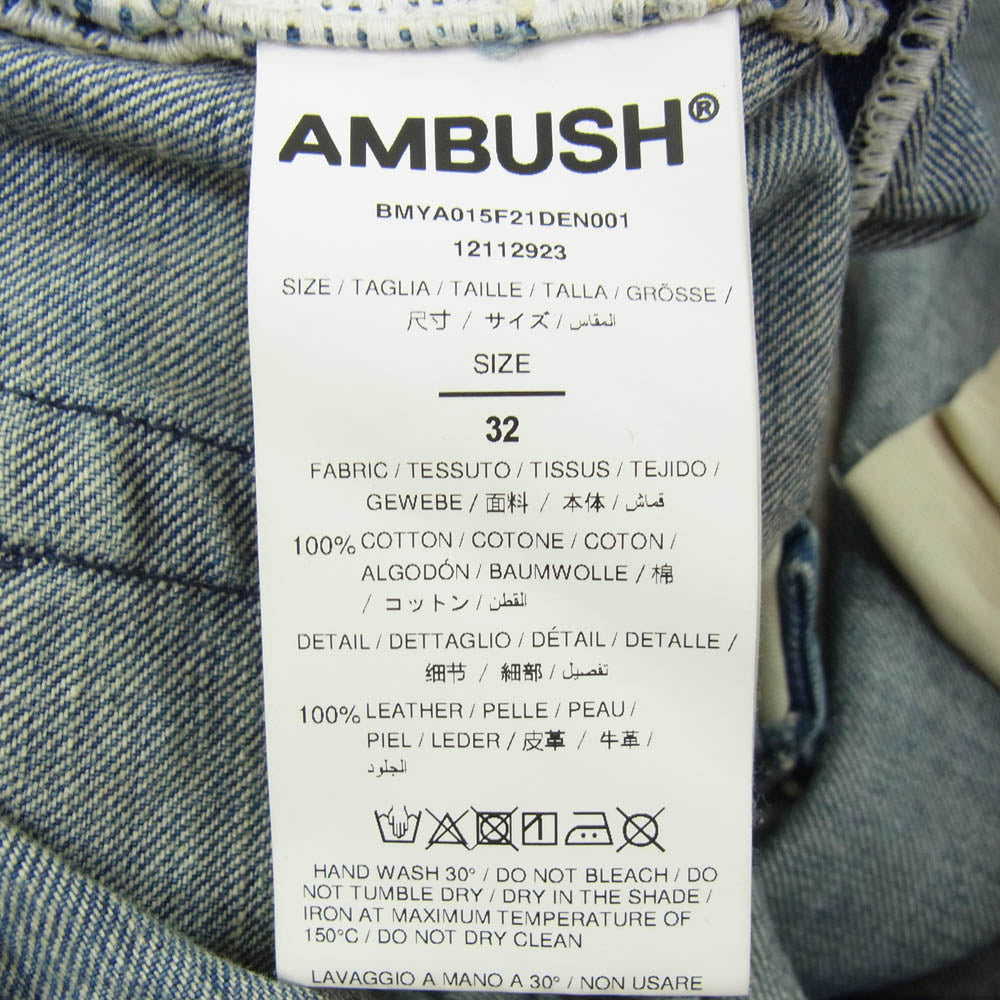 AMBUSH®
BMYA015F21DEN001
12112923
SIZE / TAGLIA / TAILLE / TALLA / GRÖSSE /
尺寸 / サイズ / المقاس
SIZE
32
FABRIC / TESSUTO / TISSUS / TEJIDO /
GEWEBE / 面料 / 本体 / قماش
100% COTTON / COTONE / COTON /
ALGODÓN / BAUMWOLLE / 棉
/ コットン / القطن
DETAIL / DETTAGLIO / DÉTAIL / DETALLE /
细节 / 細部 / تفصيل
100% LEATHER / PELLE / PEAU /
PIEL / LEDER / 皮革 / 牛革 /
الجلود
HAND WASH 30° / DO NOT BLEACH / DO
NOT TUMBLE DRY / DRY IN THE SHADE /
IRON AT MAXIMUM TEMPERATURE OF
150°C / DO NOT DRY CLEAN
LAVAGGIO A MANO A 30° / NON USARE